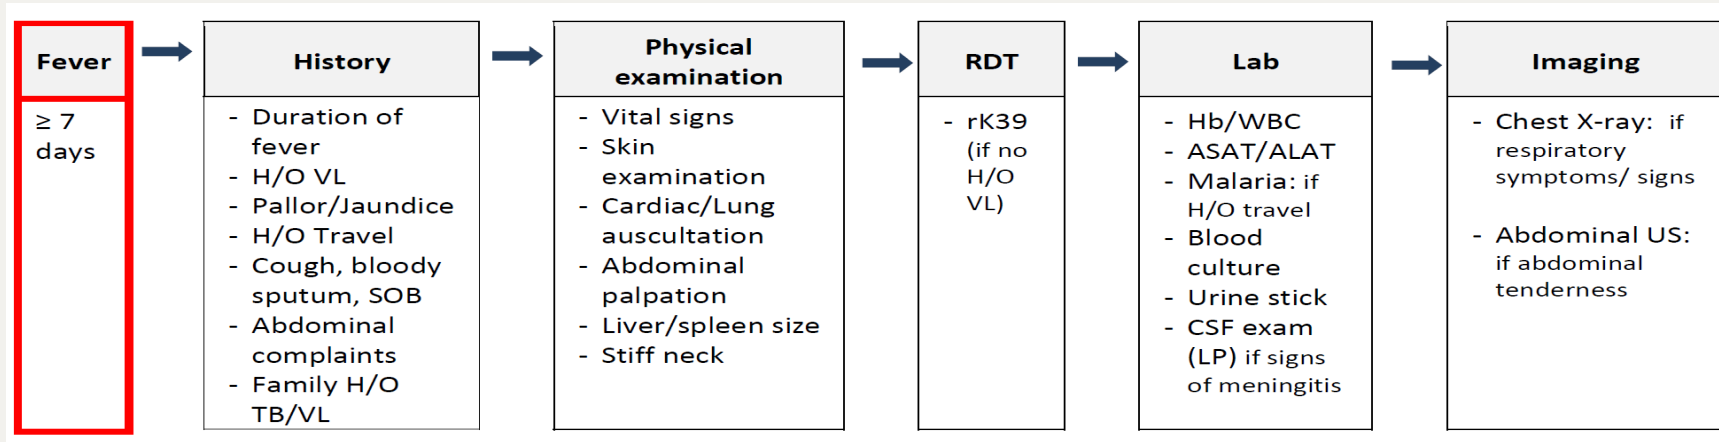 Fever
≥ 7
days
History
- Duration of
fever
- H/O VL
- Pallor/Jaundice
- H/O Travel
- Cough, bloody
sputum, SOB
- Abdominal
complaints
- Family H/O
TB/VL
Physical
examination
- Vital signs
- Skin
examination
- Cardiac/Lung
auscultation
- Abdominal
palpation
- Liver/spleen size
- Stiff neck
RDT
- rK39
(if no
H/O
VL)
Lab
- Hb/WBC
- ASAT/ALAT
- Malaria: if
H/O travel
- Blood
culture
- Urine stick
- CSF exam
(LP) if signs
of meningitis
Imaging
- Chest X-ray: if
respiratory
symptoms/ signs
- Abdominal US:
if abdominal
tenderness